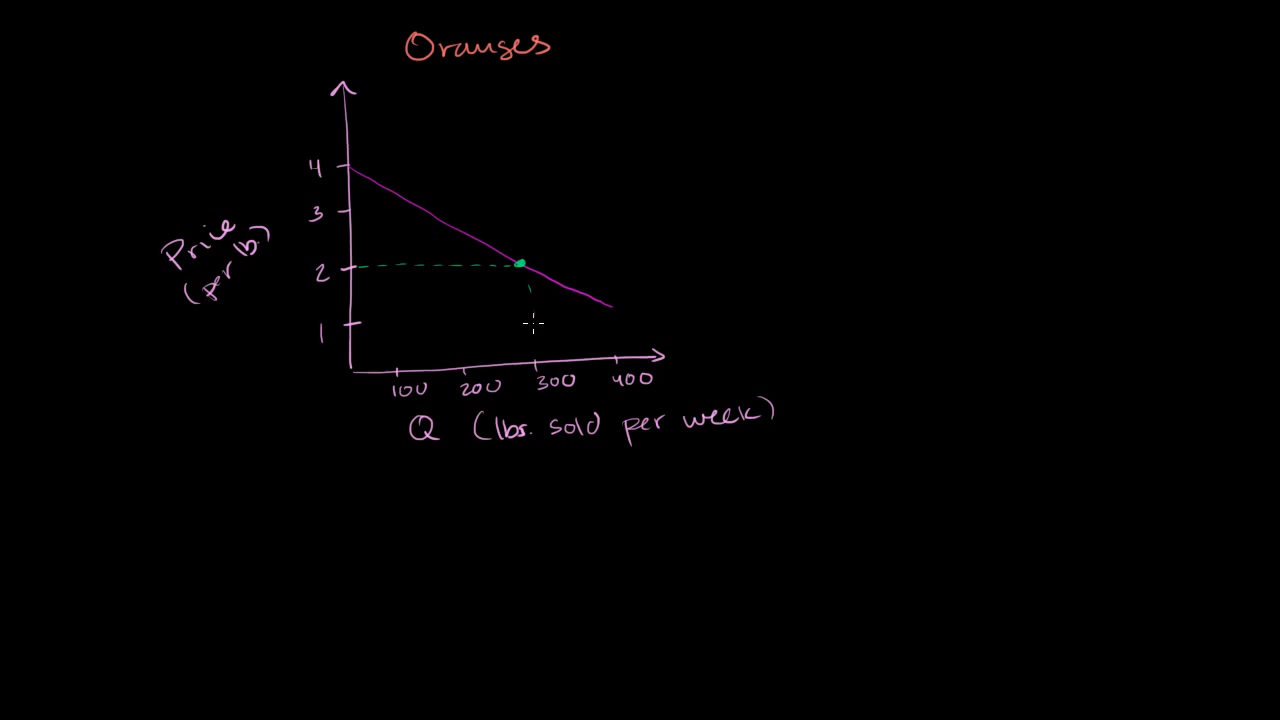 Oranges
4
3
Price
(per lb.)
2
1
100 200 300 400
Q (lbs. sold per week)